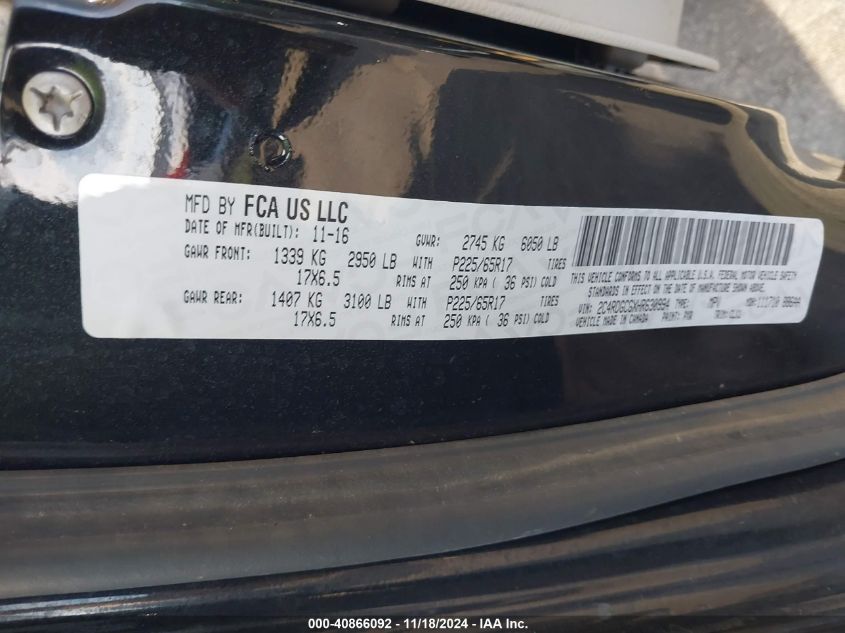 MFD BY FCA US LLC
DATE OF MFR(BUILT): 11-16 GVWR: 2745 KG 6050 LB
GAWR FRONT: 1339 KG 2950 LB WITH P225/65R17 TIRES
17X6.5 RIMS AT 250 KPA ( 36 PSI) COLD
GAWR REAR: 1407 KG 3100 LB WITH P225/65R17 TIRES
17X6.5 RIMS AT 250 KPA ( 36 PSI) COLD
THIS VEHICLE CONFORMS TO ALL APPLICABLE U.S.A. FEDERAL MOTOR VEHICLE SAFETY
STANDARDS IN EFFECT ON THE DATE OF MANUFACTURE SHOWN ABOVE.
VIN: TYPE: MPV MDH:
VEHICLE MADE IN CANADA PAINT: TRIM:
000-40866092 - 11/18/2024 - IAA Inc.